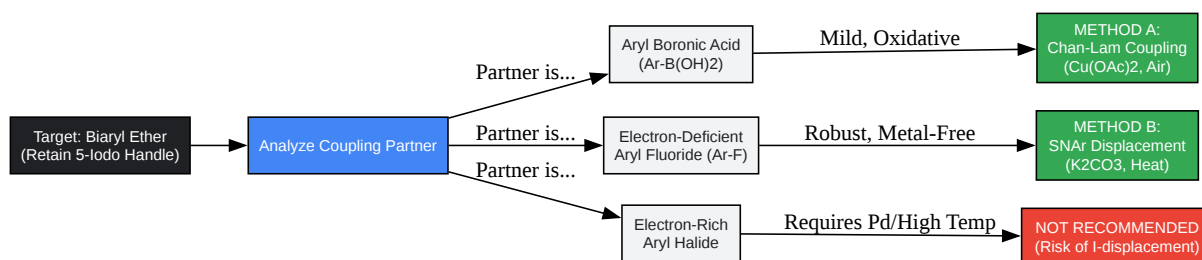 Target: Biaryl Ether
(Retain 5-Iodo Handle)
Analyze Coupling Partner
Partner is...
Aryl Boronic Acid
(Ar-B(OH)2)
Mild, Oxidative
METHOD A:
Chan-Lam Coupling
(Cu(OAc)2, Air)
Partner is...
Electron-Deficient
Aryl Fluoride (Ar-F)
Robust, Metal-Free
METHOD B:
SNAr Displacement
(K2CO3, Heat)
Partner is...
Electron-Rich
Aryl Halide
Requires Pd/High Temp
NOT RECOMMENDED
(Risk of I-displacement)